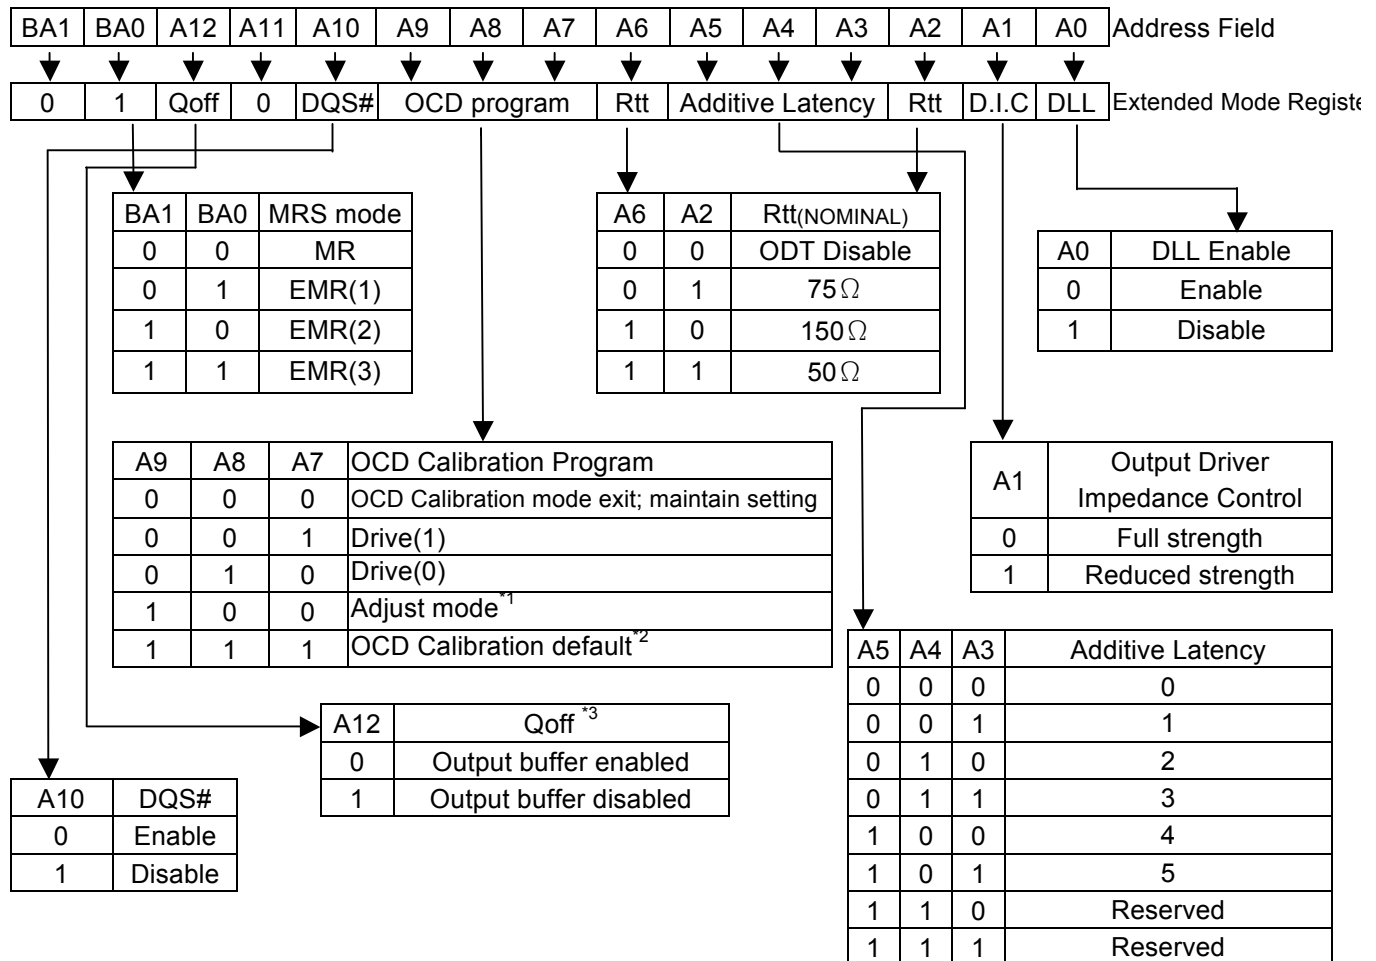 BA1 BA0 A12 A11 A10 A9 A8 A7 A6 A5 A4 A3 A2 A1 A0 Address Field
0 1 Qoff 0 DQS# OCD program Rtt Additive Latency Rtt D.I.C DLL Extended Mode Registe
BA1 BA0 MRS mode
0 0 MR
0 1 EMR(1)
1 0 EMR(2)
1 1 EMR(3)
A6 A2 Rtt(NOMINAL)
0 0 ODT Disable
0 1 75Ω
1 0 150Ω
1 1 50Ω
A0 DLL Enable
0 Enable
1 Disable
A9 A8 A7 OCD Calibration Program
0 0 0 OCD Calibration mode exit; maintain setting
0 0 1 Drive(1)
0 1 0 Drive(0)
1 0 0 Adjust mode*1
1 1 1 OCD Calibration default*2
A1 Output Driver
Impedance Control
0 Full strength
1 Reduced strength
A12 Qoff *3
0 Output buffer enabled
1 Output buffer disabled
A10 DQS#
0 Enable
1 Disable
A5 A4 A3 Additive Latency
0 0 0 0
0 0 1 1
0 1 0 2
0 1 1 3
1 0 0 4
1 0 1 5
1 1 0 Reserved
1 1 1 Reserved